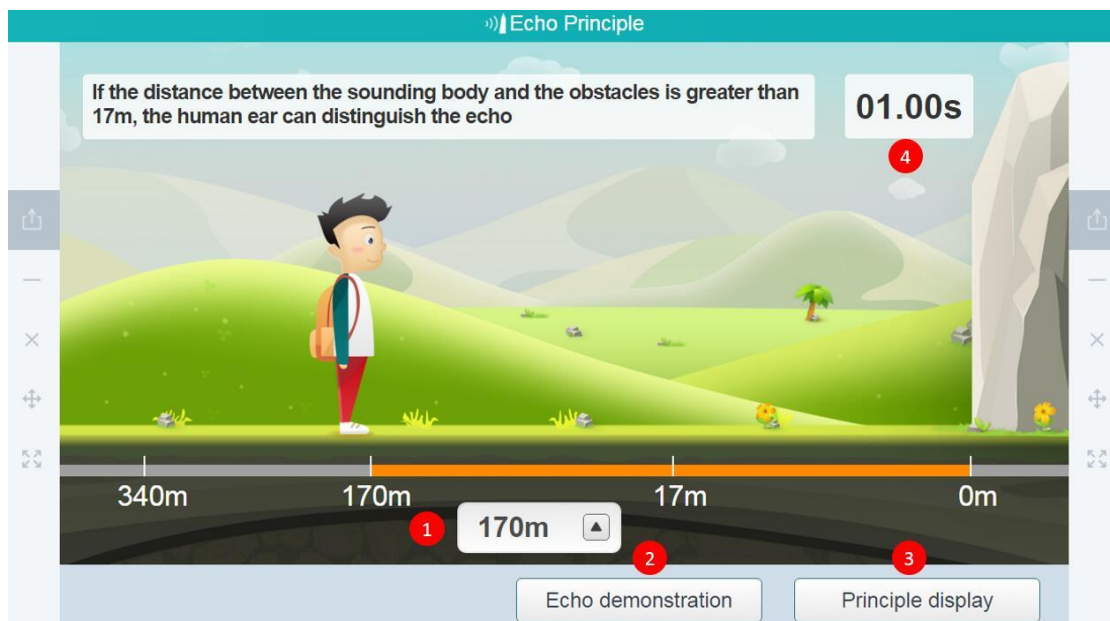 Echo Principle
If the distance between the sounding body and the obstacles is greater than
17m, the human ear can distinguish the echo
01.00s
4
340m 170m 17m 0m
1 170m
2 3
Echo demonstration Principle display